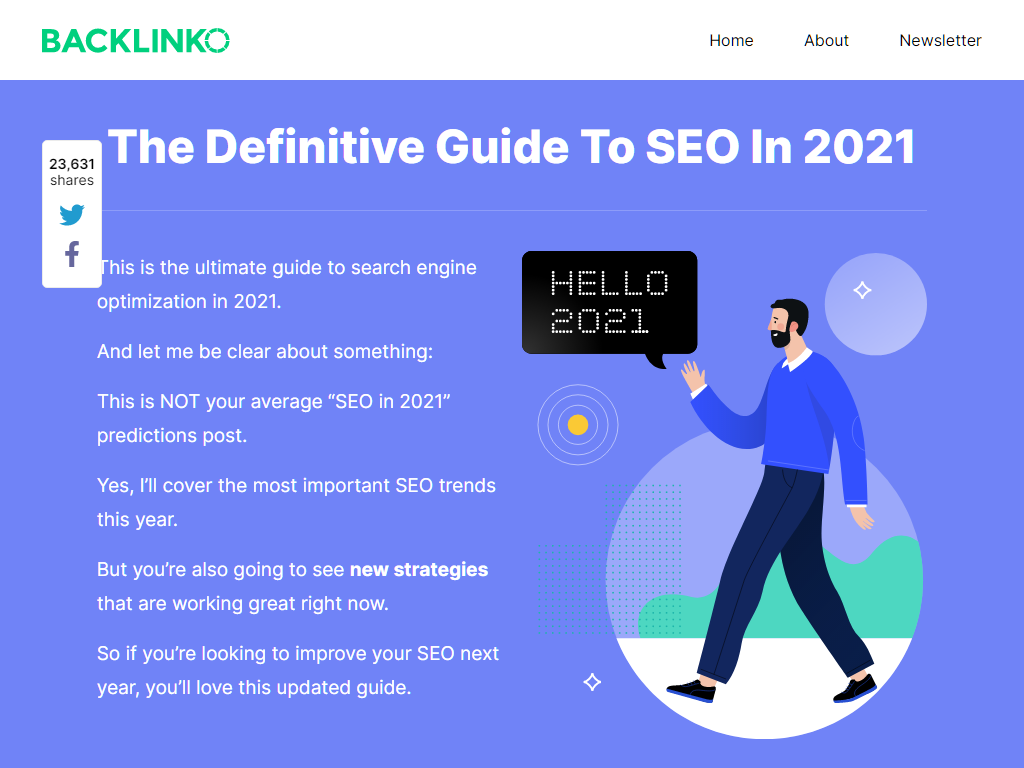 BACKLINKO
Home
About
Newsletter
The Definitive Guide To SEO In 2021
23,631
shares
This is the ultimate guide to search engine
optimization in 2021.
And let me be clear about something:
This is NOT your average “SEO in 2021”
predictions post.
Yes, I’ll cover the most important SEO trends
this year.
But you’re also going to see new strategies
that are working great right now.
So if you’re looking to improve your SEO next
year, you’ll love this updated guide.
HELLO
2021